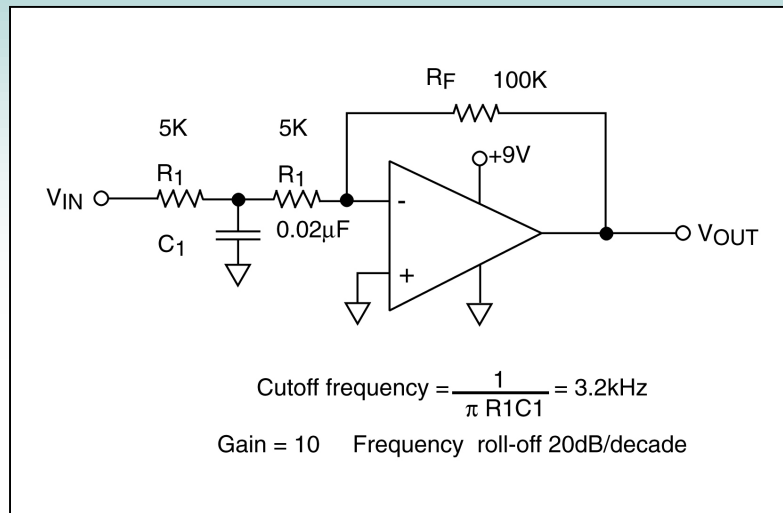 RF 100K
5K 5K
+9V
R1 R1
VIN
-
C1 0.02μF
VOUT
+
Cutoff frequency = 1 / π R1C1 = 3.2kHz
Gain = 10 Frequency roll-off 20dB/decade